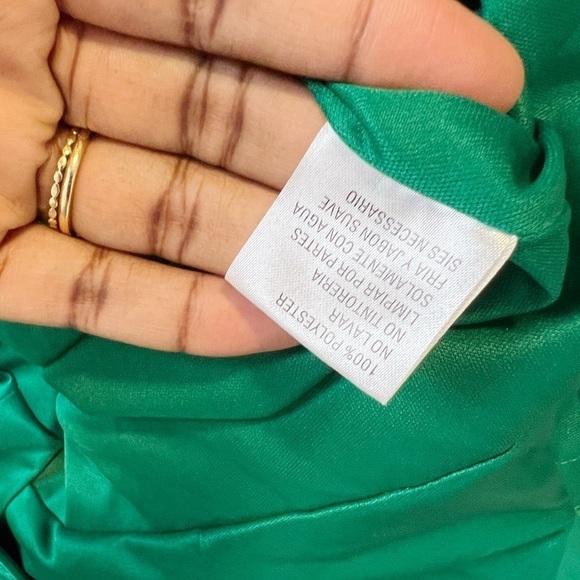 100% POLYESTER
NO LAVAR
NO TINTORERIA
LIMPIAR POR PARTES
SOLAMENTE CON AGUA
FRIA Y JABON SUAVE
SIES NECESSARIO